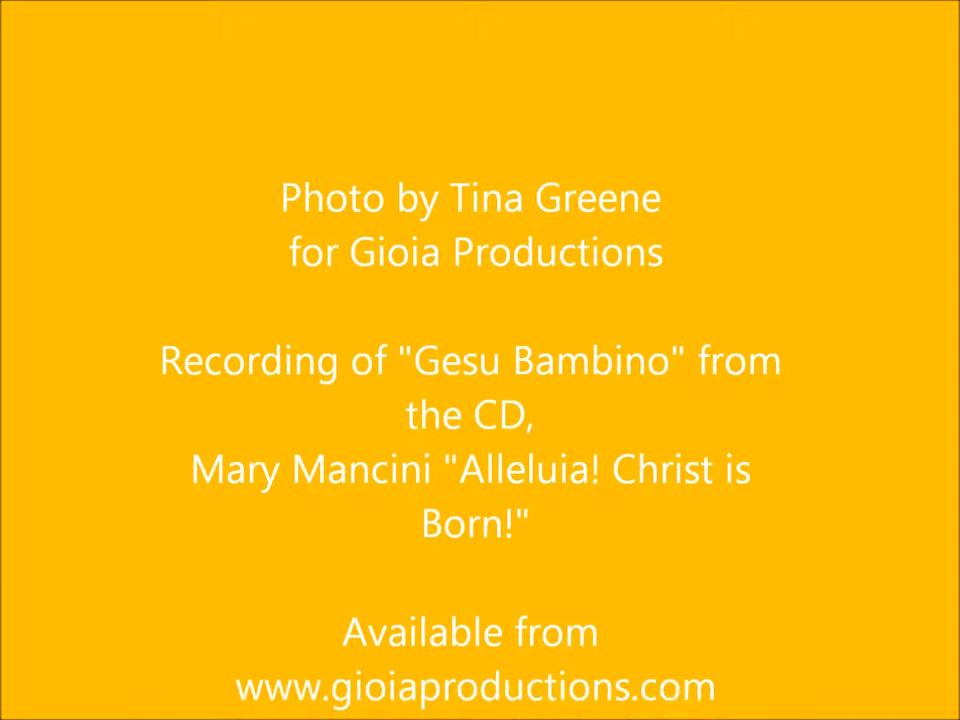 Photo by Tina Greene
for Gioia Productions
Recording of "Gesu Bambino" from
the CD,
Mary Mancini "Alleluia! Christ is
Born!"
Available from
www.gioiaproductions.com